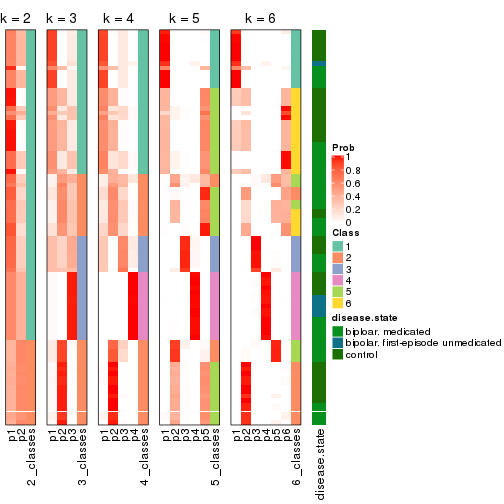 k = 2
k = 3
k = 4
k = 5
k = 6
Prob
1
0.8
0.6
0.4
0.2
0
Class
1
2
3
4
5
6
disease.state
biploar, medicated
bipolar, first-episode unmedicated
control
p1
p2
2_classes
p1
p2
p3
3_classes
p1
p2
p3
p4
4_classes
p1
p2
p3
p4
p5
5_classes
p1
p2
p3
p4
p5
p6
6_classes
disease.state